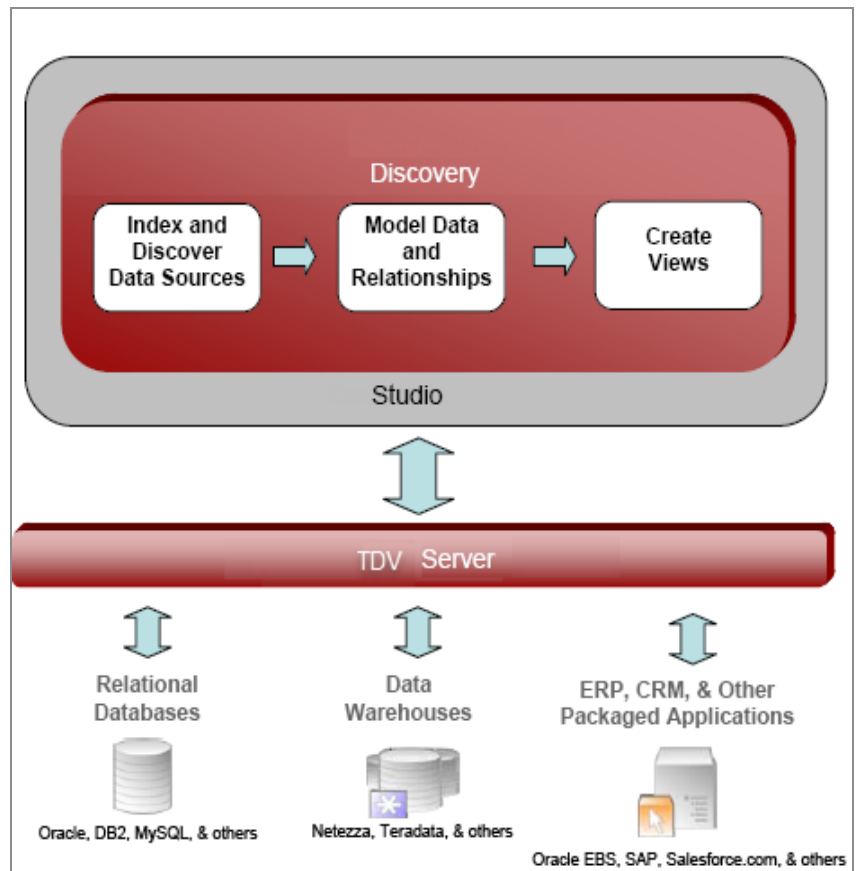 Discovery
Index and
Discover
Data Sources
Model Data
and
Relationships
Create
Views
Studio
TDV Server
Relational
Databases
Data
Warehouses
ERP, CRM, & Other
Packaged Applications
Oracle, DB2, MySQL, & others
Netezza, Teradata, & others
Oracle EBS, SAP, Salesforce.com, & others